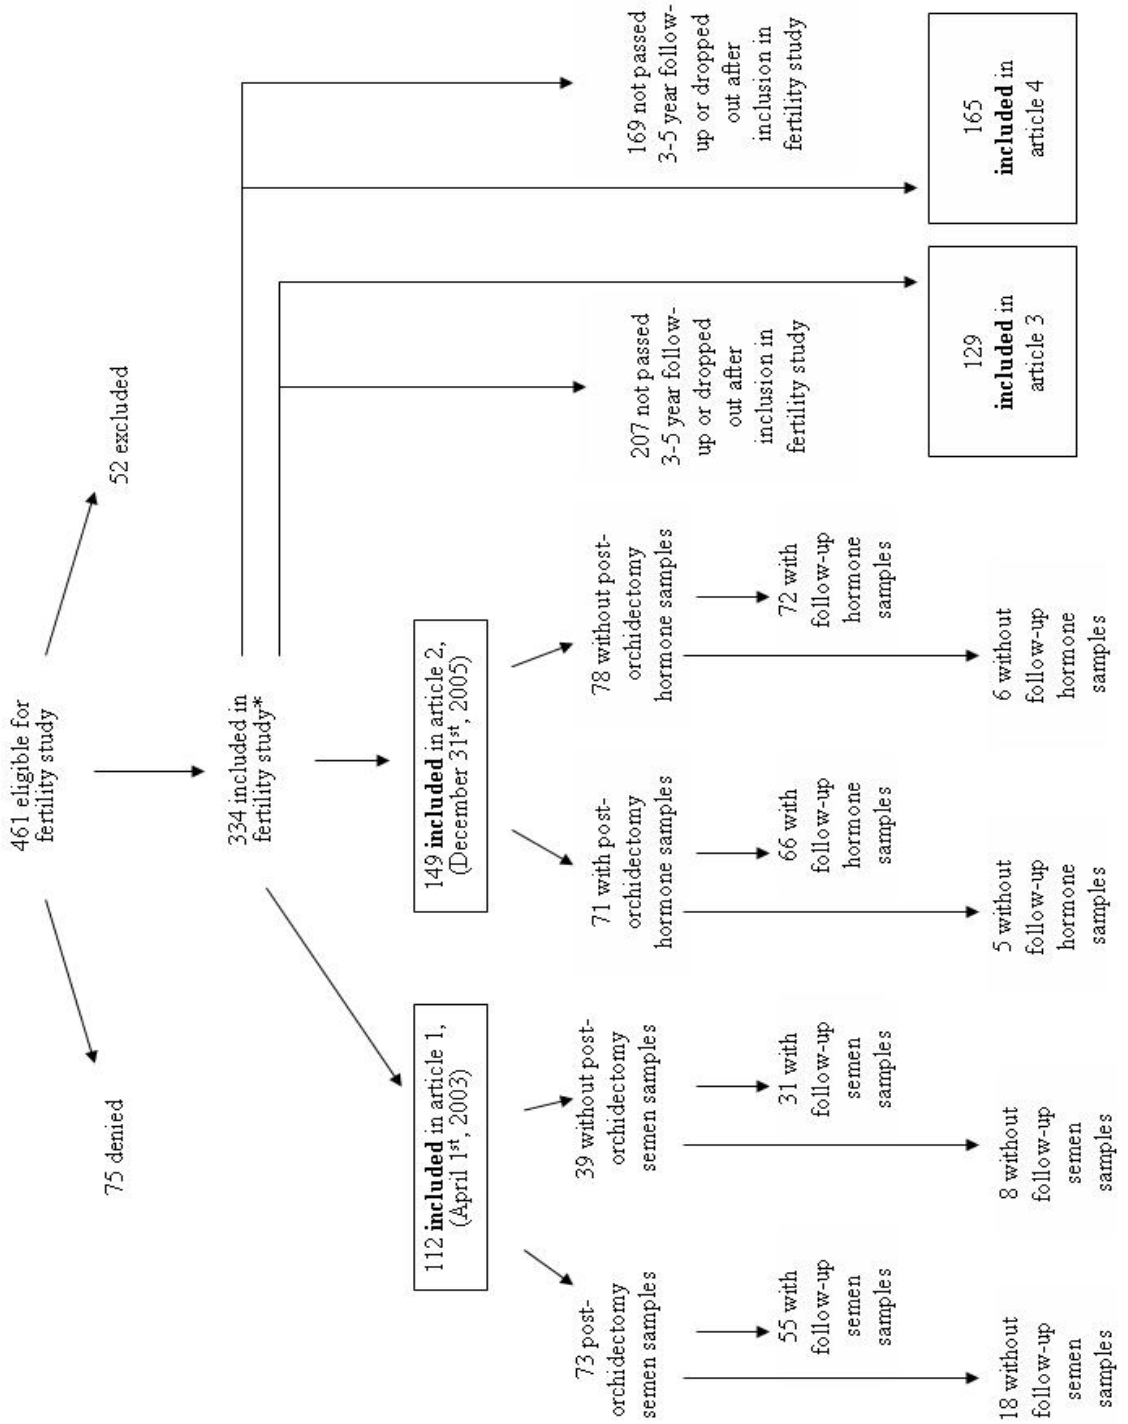 461 eligible for
fertility study
75 denied
52 excluded
334 included in
fertility study*
112 included in article 1,
(April 1st, 2003)
149 included in article 2,
(December 31st, 2005)
73 post-
orchidectomy
semen samples
39 without post-
orchidectomy
semen samples
71 with post-
orchidectomy
hormone samples
78 without post-
orchidectomy
hormone samples
207 not passed
3-5 year follow-
up or dropped
out after
inclusion in
fertility study
169 not passed
3-5 year follow-
up or dropped
out after
inclusion in
fertility study
55 with
follow-up
semen
samples
31 with
follow-up
semen
samples
66 with
follow-up
hormone
samples
72 with
follow-up
hormone
samples
129
included in
article 3
165
included in
article 4
18 without
follow-up
semen
samples
8 without
follow-up
semen
samples
5 without
follow-up
hormone
samples
6 without
follow-up
hormone
samples